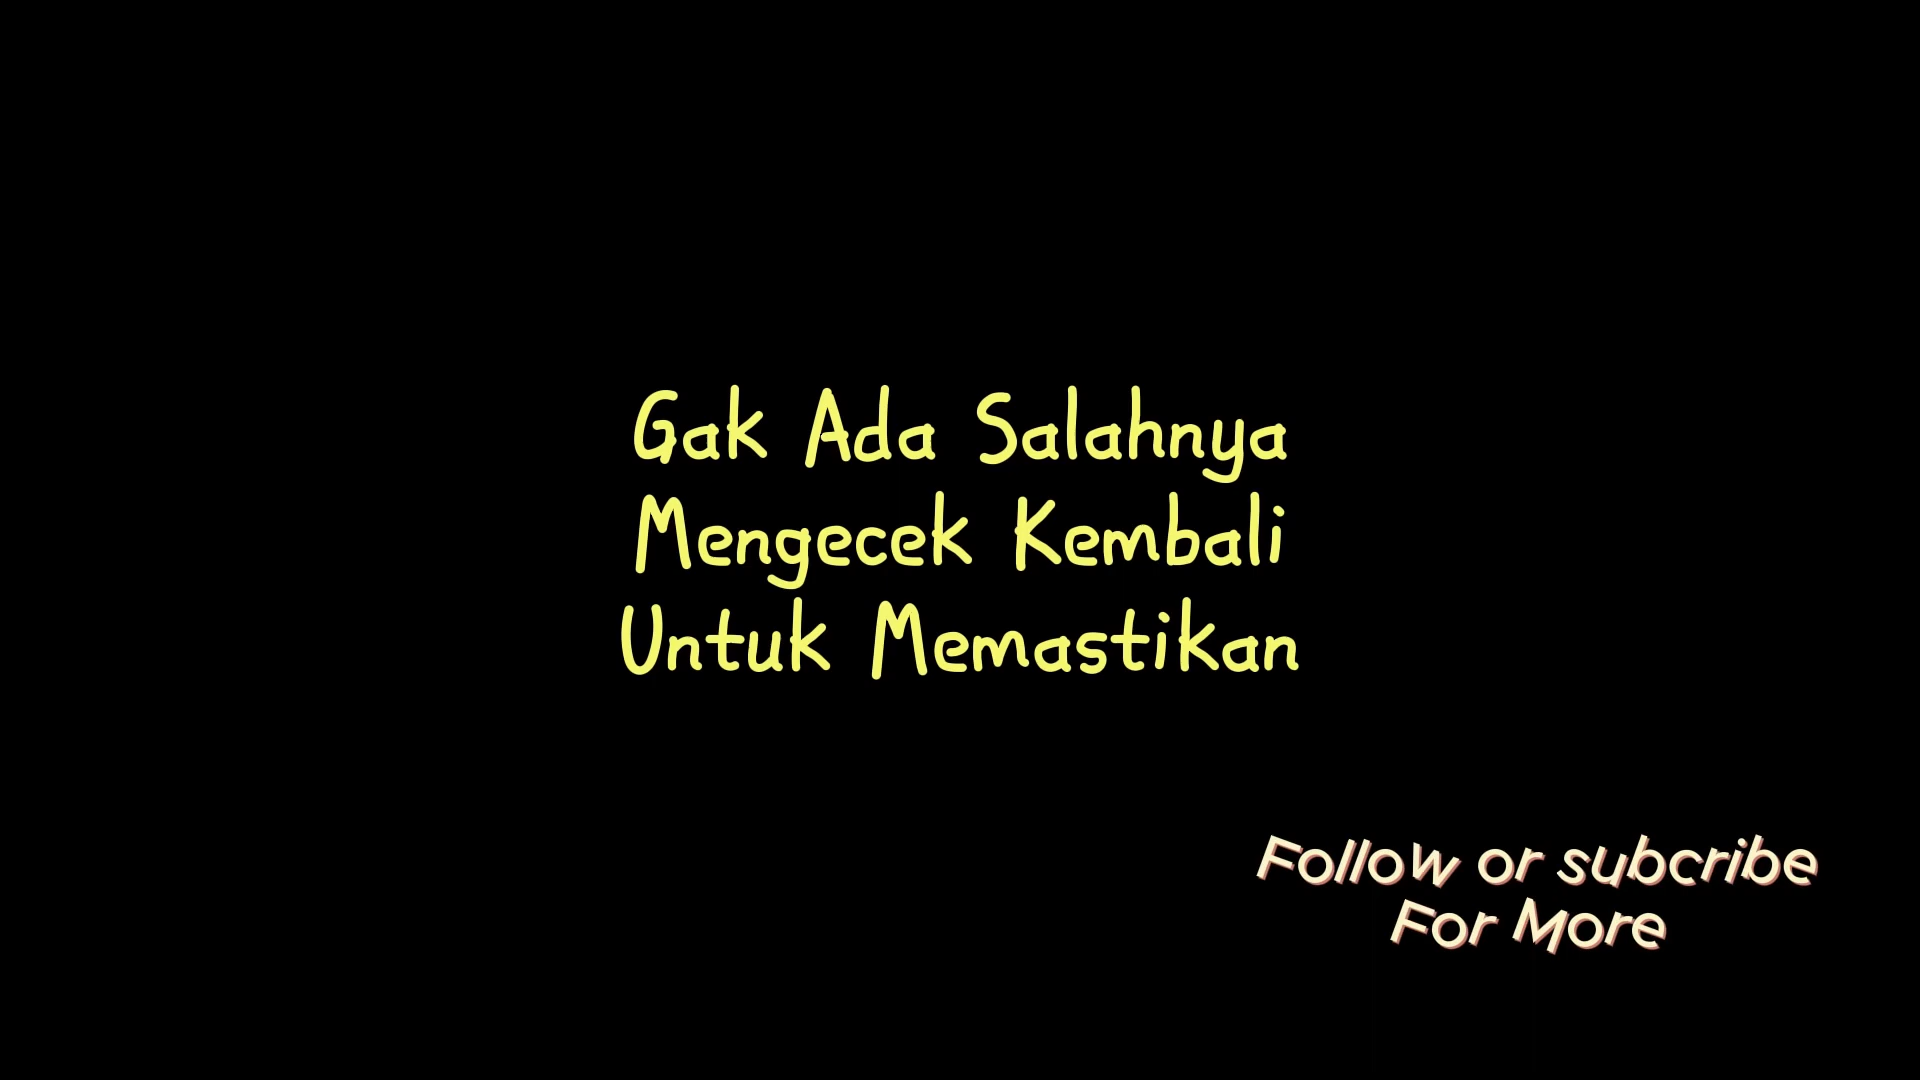 Gak Ada Salahnya
Mengecek Kembali
Untuk Memastikan
Follow or subcribe
For More